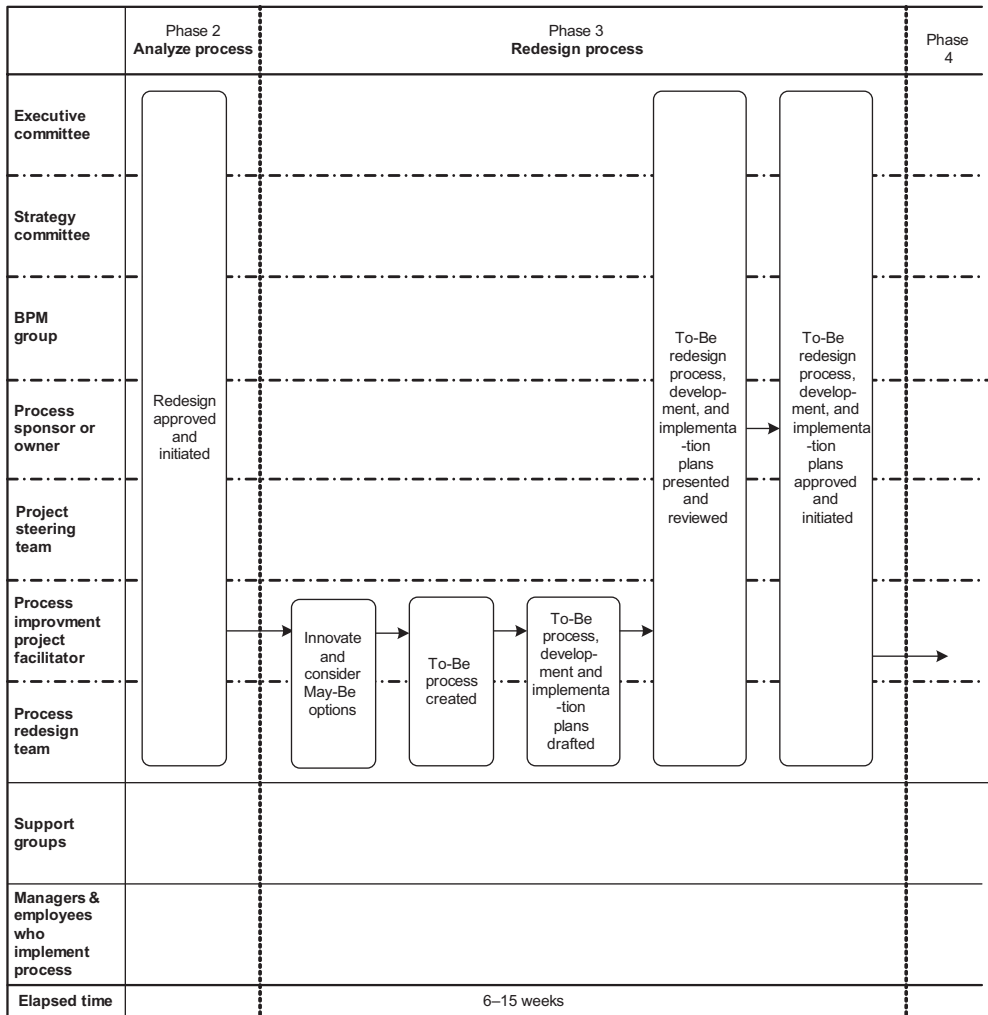 Phase 2
Analyze process
Phase 3
Redesign process
Phase
4
Executive
committee
Strategy
committee
BPM
group
Process
sponsor or
owner
Project
steering
team
Process
improvment
project
facilitator
Process
redesign
team
Support
groups
Managers &
employees
who
implement
process
Redesign
approved
and
initiated
Innovate
and
consider
May-Be
options
To-Be
process
created
To-Be
process,
develop-
ment and
implementa
-tion
plans
drafted
To-Be
redesign
process,
develop-
ment, and
implementa
-tion
plans
presented
and
reviewed
To-Be
redesign
process,
develop-
ment, and
implementa
-tion
plans
approved
and
initiated
Elapsed time
6–15 weeks